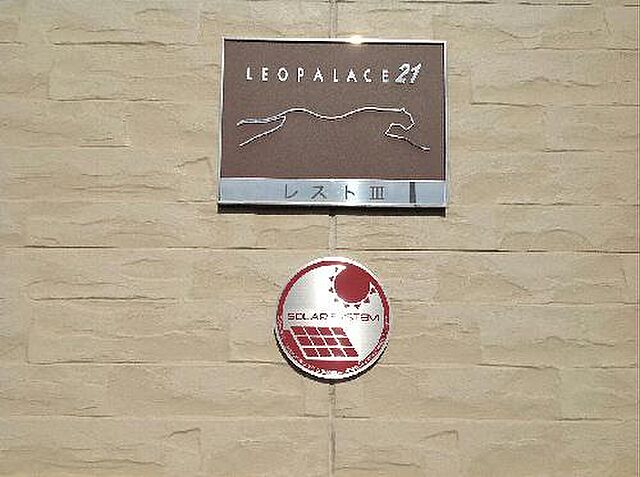 LEOPALACE21
レストⅢ
SOLAR SYSTEM